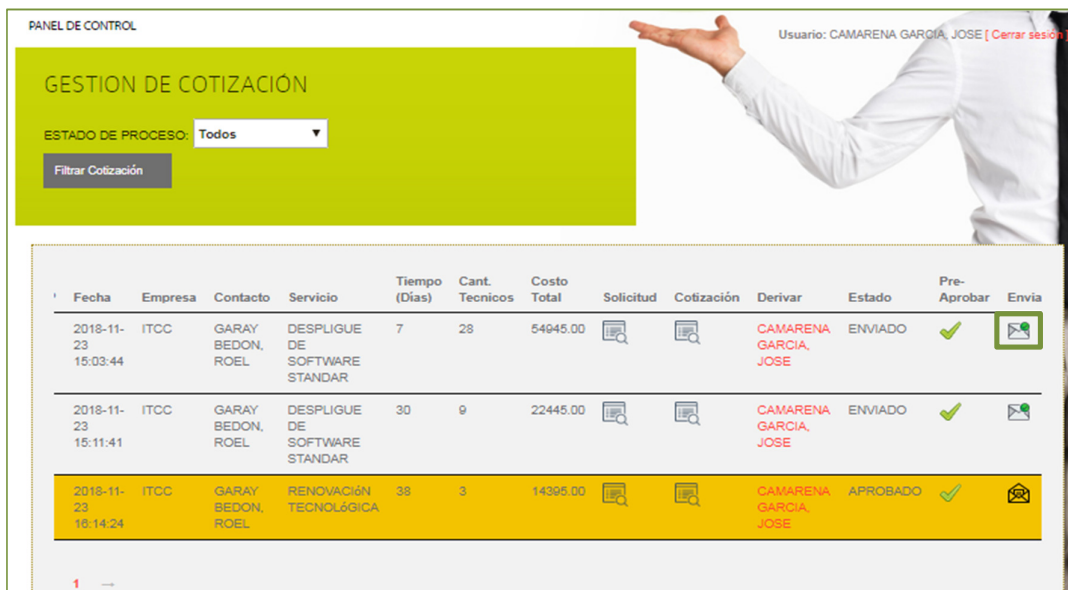 PANEL DE CONTROL
Usuario: CAMARENA GARCIA, JOSE [ Cerrar sesión ]
GESTION DE COTIZACIÓN
ESTADO DE PROCESO: Todos
Filtrar Cotización
Fecha Empresa Contacto Servicio Tiempo (Días) Cant. Tecnicos Costo Total Solicitud Cotización Derivar Estado Pre-Aprobar Envia
2018-11-23 15:03:44 ITCC GARAY BEDON, ROEL DESPLIGUE DE SOFTWARE STANDAR 7 28 54945.00 CAMARENA GARCIA, JOSE ENVIADO
2018-11-23 15:11:41 ITCC GARAY BEDON, ROEL DESPLIGUE DE SOFTWARE STANDAR 30 9 22445.00 CAMARENA GARCIA, JOSE ENVIADO
2018-11-23 16:14:24 ITCC GARAY BEDON, ROEL RENOVACIóN TECNOLóGICA 38 3 14395.00 CAMARENA GARCIA, JOSE APROBADO
1 →